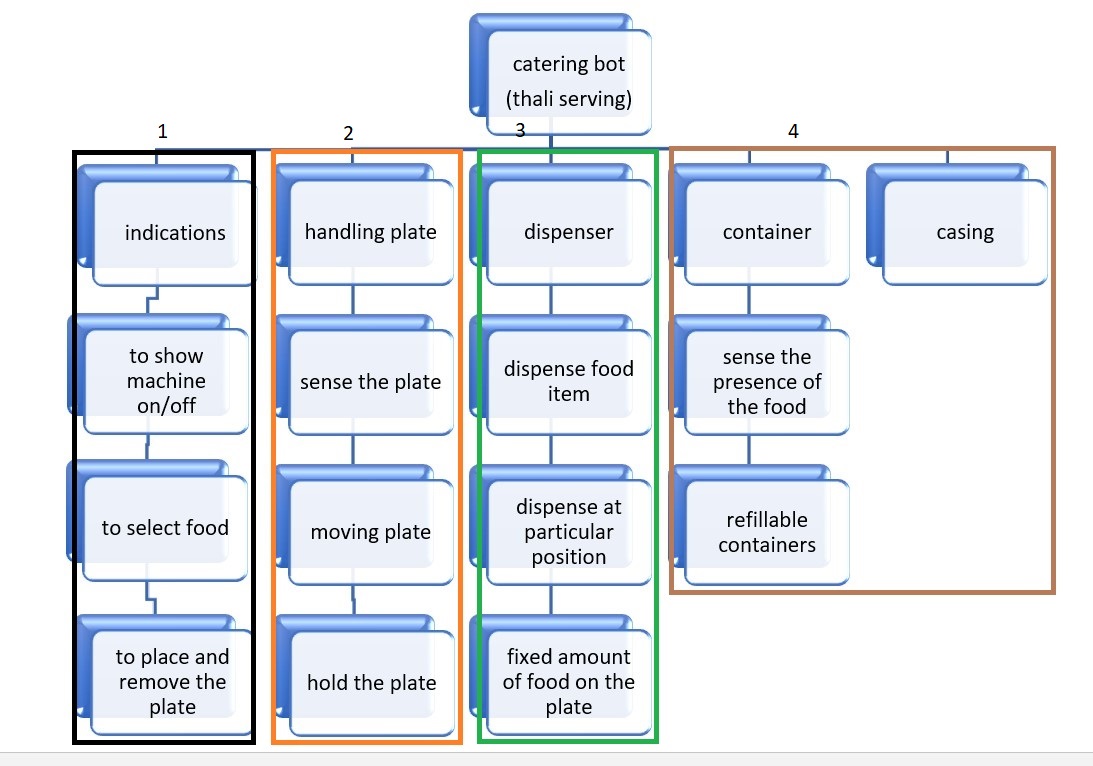 catering bot
(thali serving)
1
2
3
4
indications
handling plate
dispenser
container
casing
to show
machine
on/off
sense the plate
dispense food
item
sense the
presence of
the food
to select food
moving plate
dispense at
particular
position
refillable
containers
to place and
remove the
plate
hold the plate
fixed amount
of food on the
plate